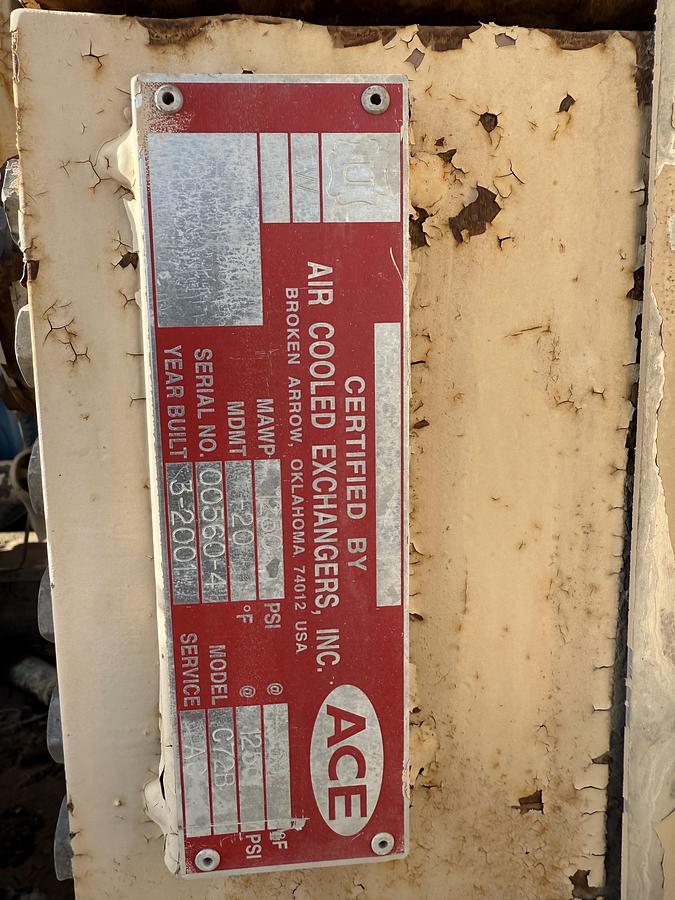 U
W
CERTIFIED BY
AIR COOLED EXCHANGERS, INC.
BROKEN ARROW, OKLAHOMA 74012 USA
ACE
MAWP PSI @ °F
MDMT -20 °F @ PSI
SERIAL NO. 00560-4 MODEL C72B
YEAR BUILT 3-2001 SERVICE